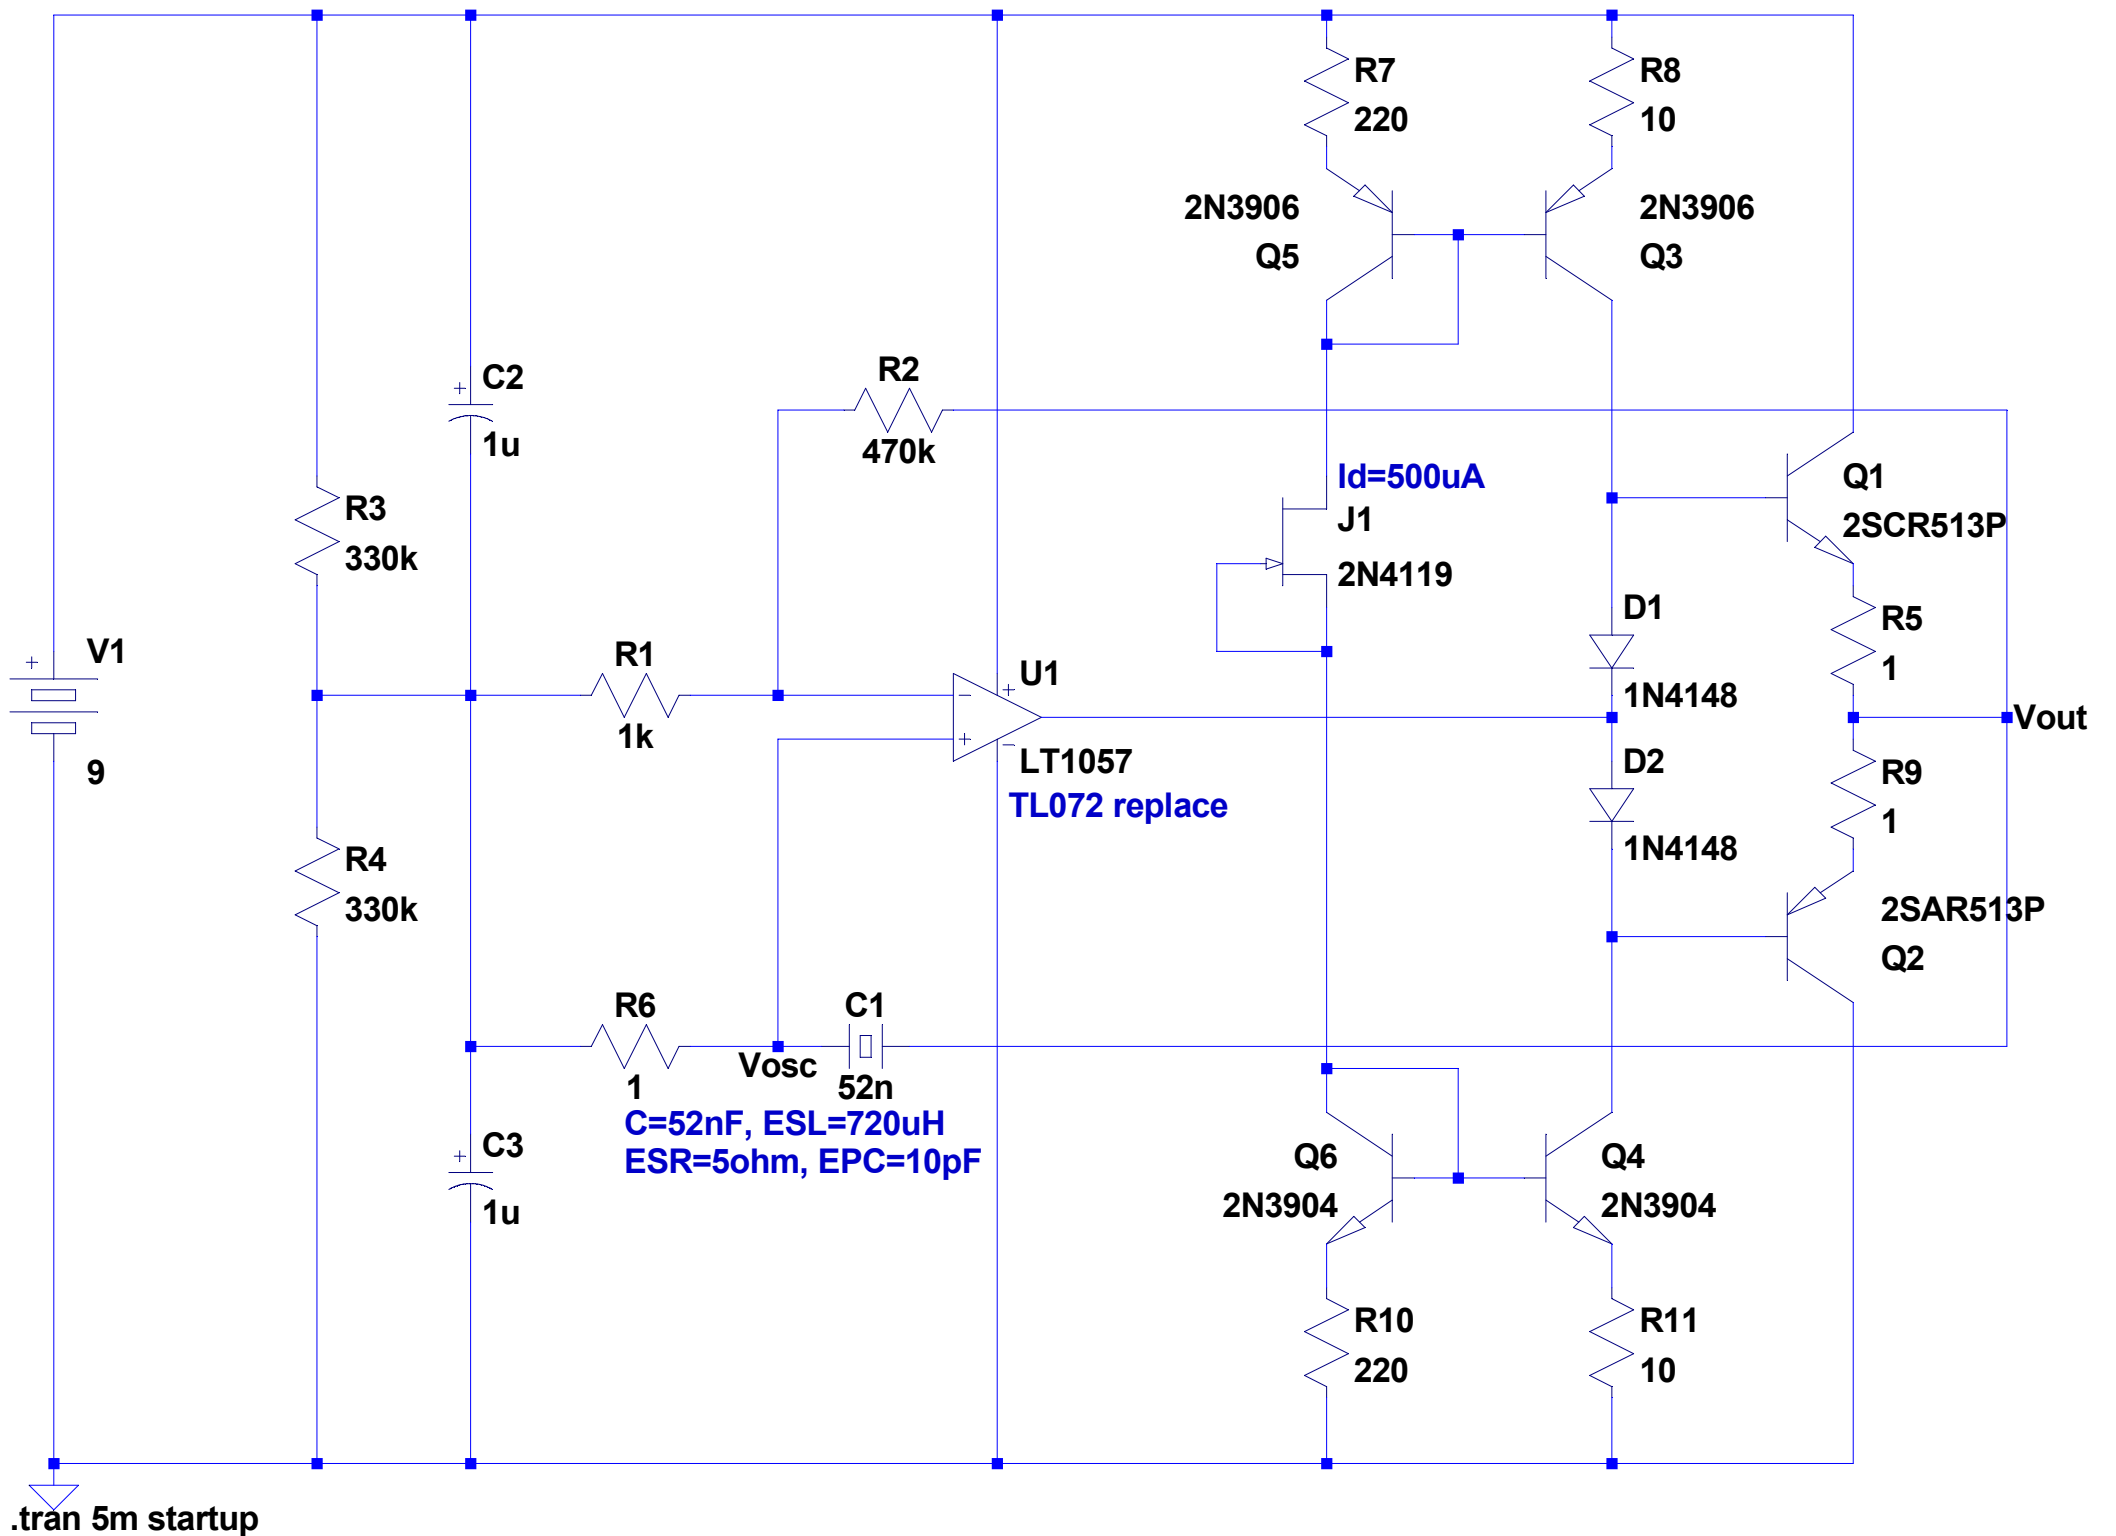 R7
220
R8
10
2N3906
Q5
2N3906
Q3
C2
1u
R2
470k
Id=500uA
J1
2N4119
Q1
2SCR513P
R3
330k
D1
1N4148
R5
1
V1
9
R1
1k
U1
LT1057
TL072 replace
Vout
D2
1N4148
R9
1
R4
330k
2SAR513P
Q2
R6
1
Vosc
C1
52n
C=52nF, ESL=720uH
ESR=5ohm, EPC=10pF
C3
1u
Q6
2N3904
Q4
2N3904
R10
220
R11
10
.tran 5m startup